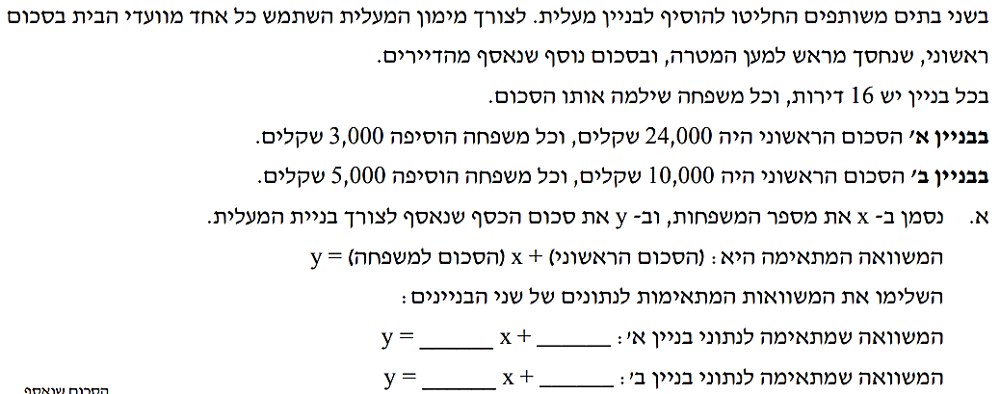 בשני בתים משותפים החליטו להוסיף לבניין מעלית. לצורך מימון המעלית השתמש כל אחד מוועדי הבית בסכום
ראשוני, שנחסך מראש למען המטרה, ובסכום נוסף שנאסף מהדיירים.
בכל בניין יש 16 דירות, וכל משפחה שילמה אותו הסכום.
בבניין א׳ הסכום הראשוני היה 24,000 שקלים, וכל משפחה הוסיפה 3,000 שקלים.
בבניין ב׳ הסכום הראשוני היה 10,000 שקלים, וכל משפחה הוסיפה 5,000 שקלים.
א. נסמן ב- x את מספר המשפחות, וב- y את סכום הכסף שנאסף לצורך בניית המעלית.
המשוואה המתאימה היא: y = (הסכום למשפחה) x + (הסכום הראשוני)
השלימו את המשוואות המתאימות לנתונים של שני הבניינים:
המשוואה שמתאימה לנתוני בניין א׳: y = ______ x + ______
המשוואה שמתאימה לנתוני בניין ב׳: y = ______ x + ______
הסכום שנאסף